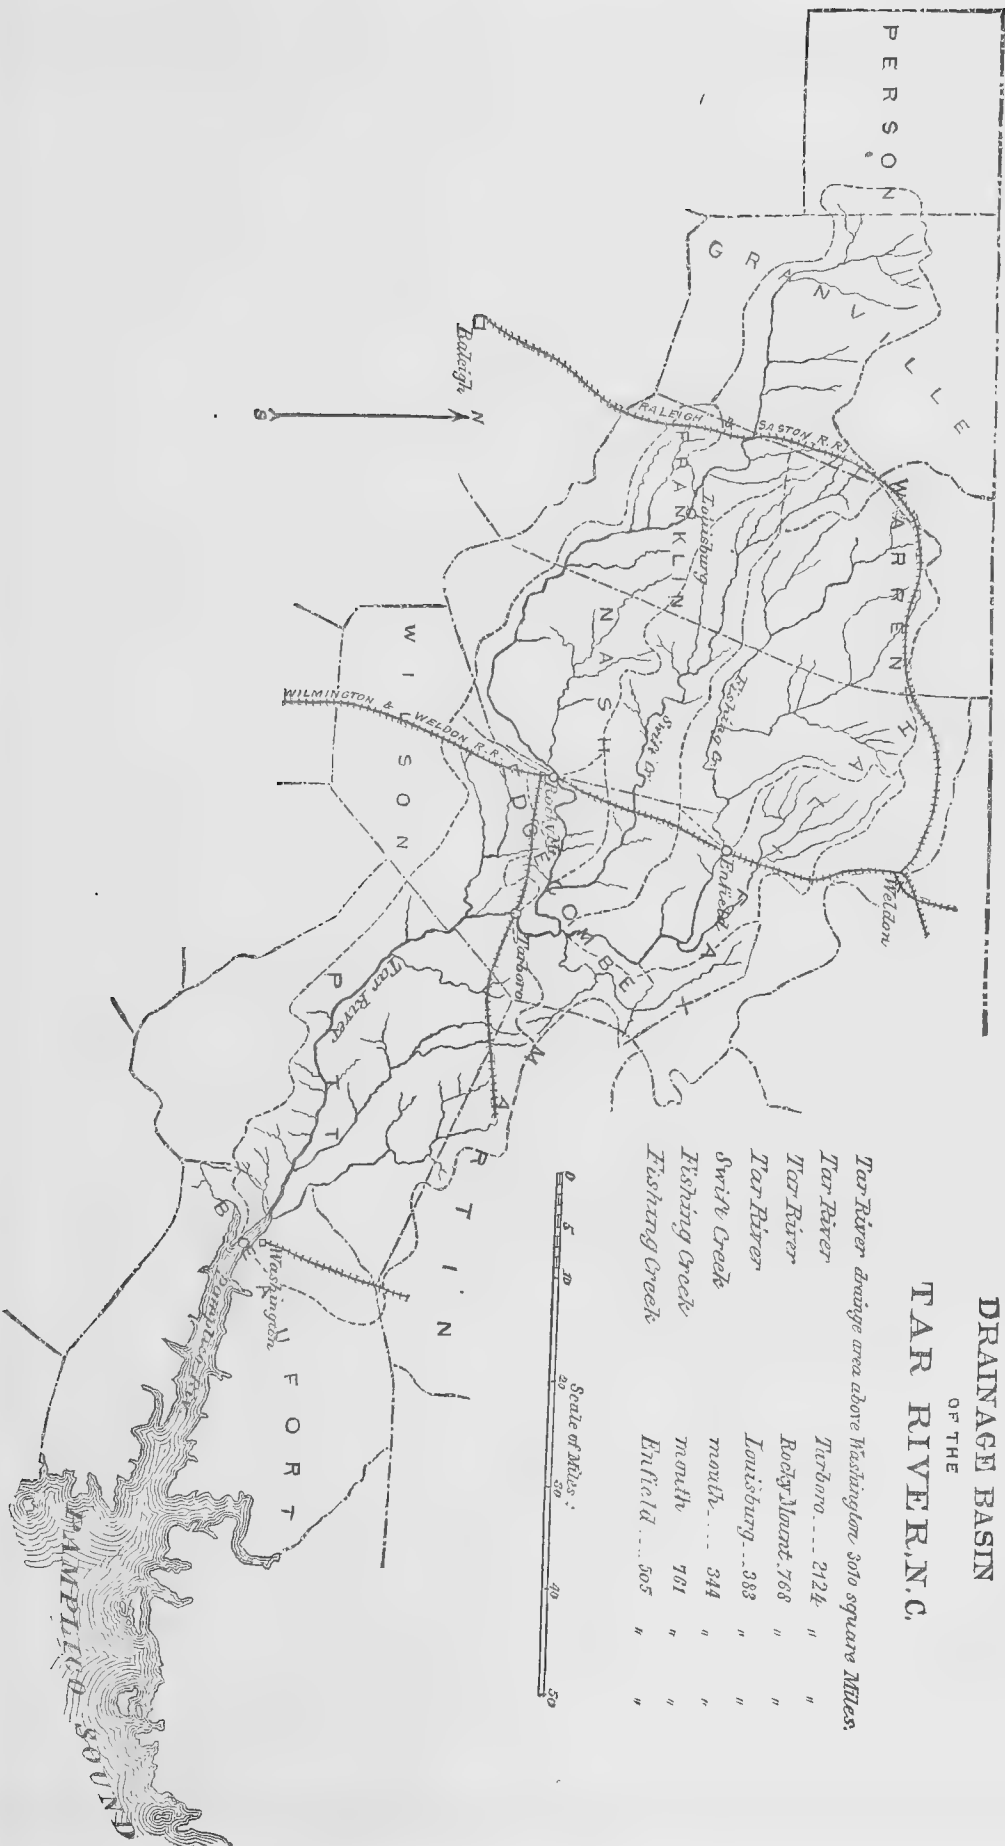 DRAINAGE BASIN
OF THE
TAR RIVER, N.C.
Tar River drainge area above Washington 3010 square Miles.
Tar River Tarboro.... 2124 "
Tar River Rocky Mount. 768 "
Tar River Louisburg... 383 "
Swift Creek mouth.... 344 "
Fishing Creek mouth 761 "
Fishing Creek Enfield.... 505 "
Scale of Miles:
0 5 10 20 30 40 50
PERSON
GRANVILLE
WARREN
FRANKLIN
NASH
HALIFAX
WILSON
EDGECOMBE
PITT
MARTIN
BEAUFORT
RALEIGH & GASTON R.R.
WILMINGTON & WELDON R.R.
Raleigh
N
S
Louisburg
Fishing Cr.
Swift Cr.
Rocky Mt.
Enfield
Weldon
Tarboro
Tar River
Washington
PAMPLICO SOUND